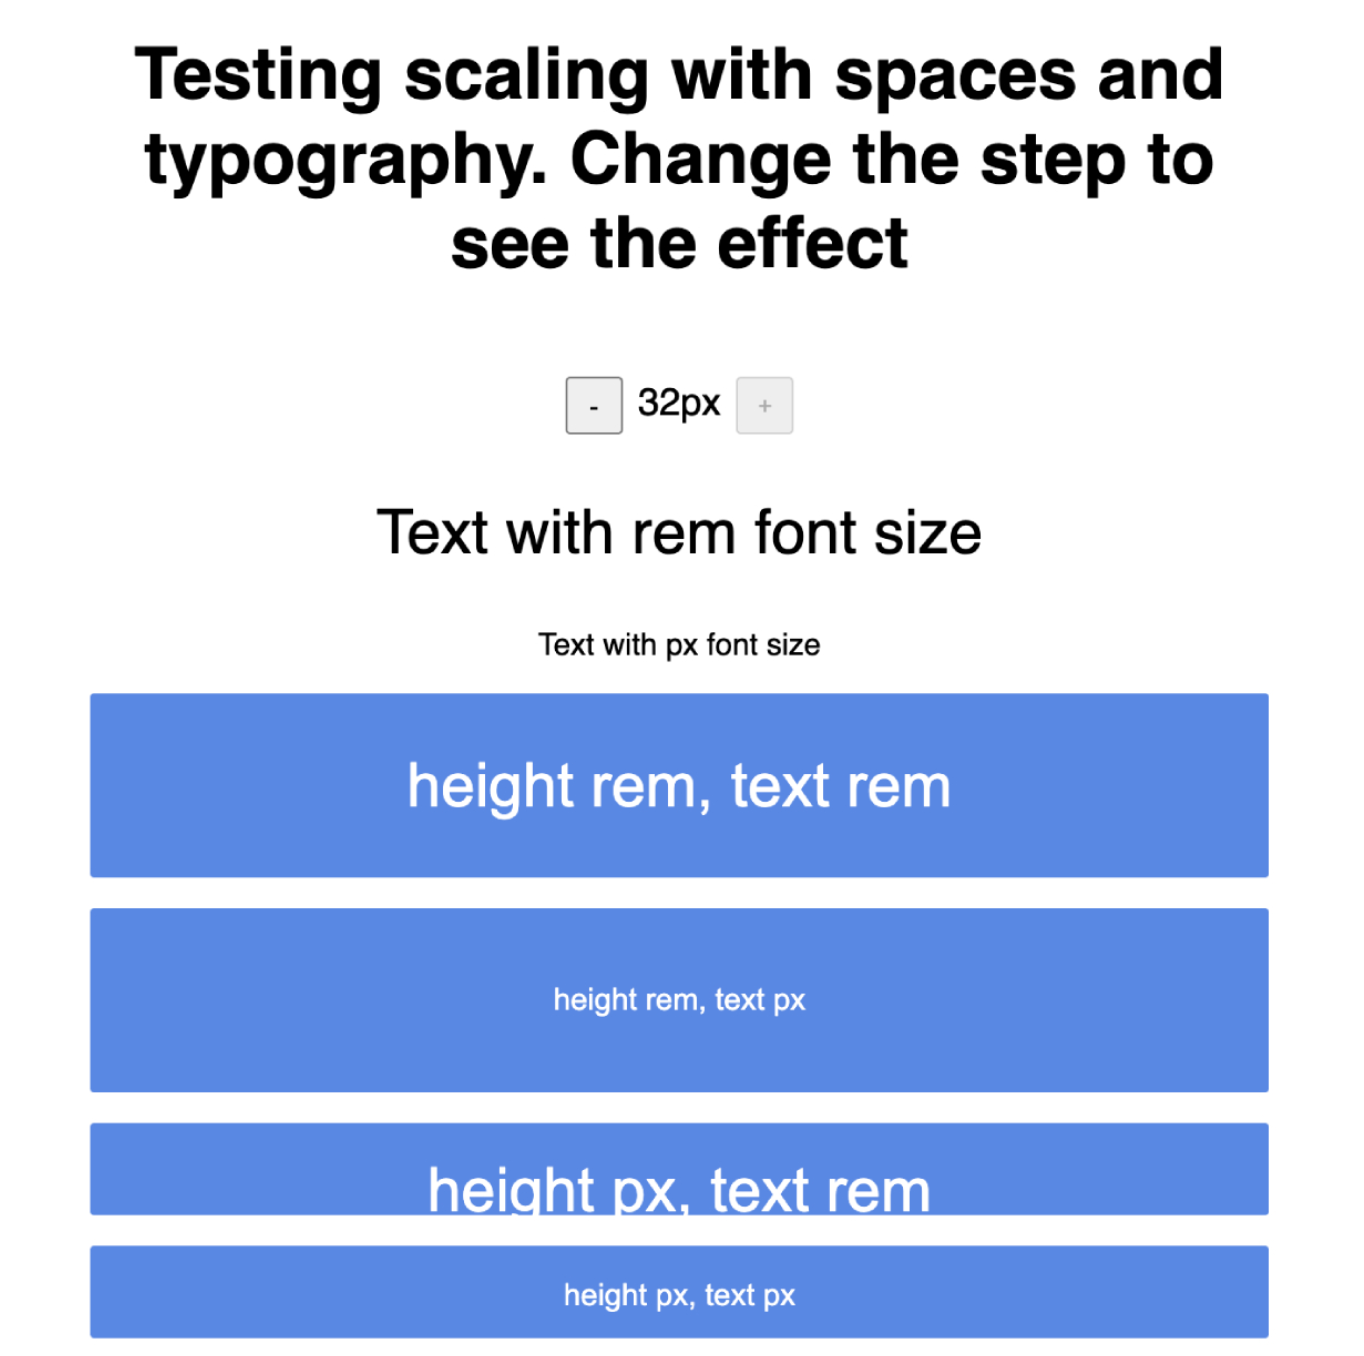 Testing scaling with spaces and
typography. Change the step to
see the effect
- 32px +
Text with rem font size
Text with px font size
height rem, text rem
height rem, text px
height px, text rem
height px, text px